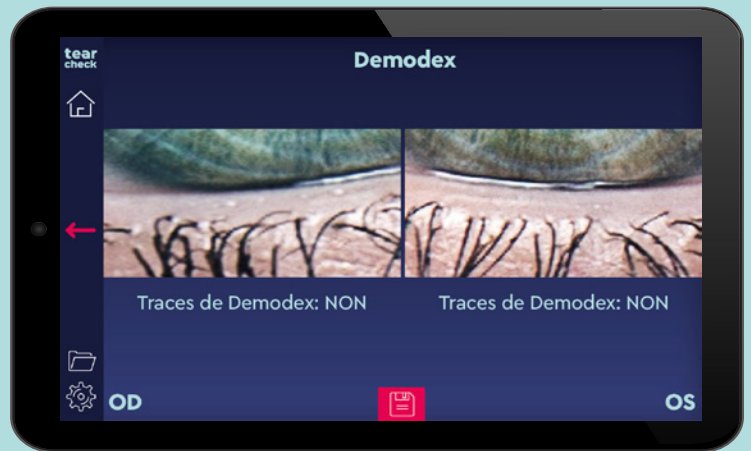 tear
check
Demodex
Traces de Demodex: NON
Traces de Demodex: NON
OD
OS